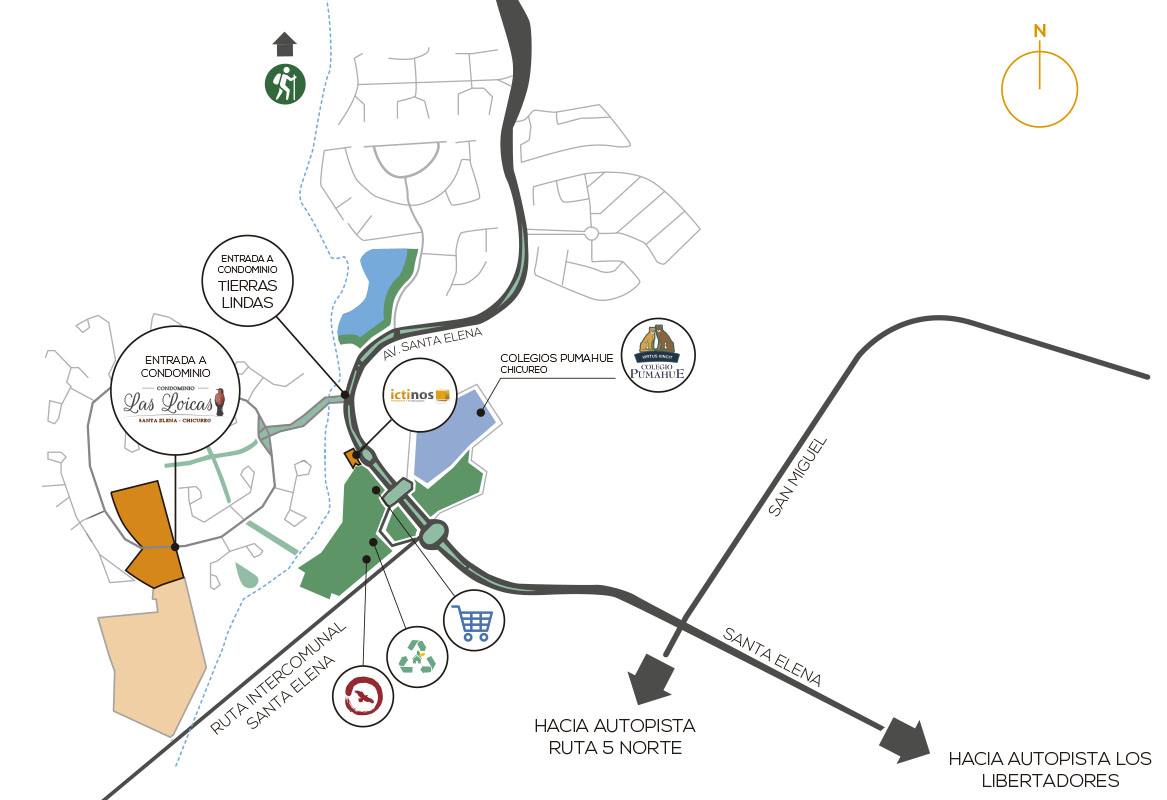 N
ENTRADA A
CONDOMINIO
TIERRAS
LINDAS
AV. SANTA ELENA
ENTRADA A
CONDOMINIO
CONDOMINIO
Las Loicas
SANTA ELENA - CHICUREO
ictinos
COLEGIOS PUMAHUE
CHICUREO
VIRTUS VINCIT
COLEGIO
PUMAHUE
SAN MIGUEL
RUTA INTERCOMUNAL
SANTA ELENA
SANTA ELENA
HACIA AUTOPISTA
RUTA 5 NORTE
HACIA AUTOPISTA LOS
LIBERTADORES